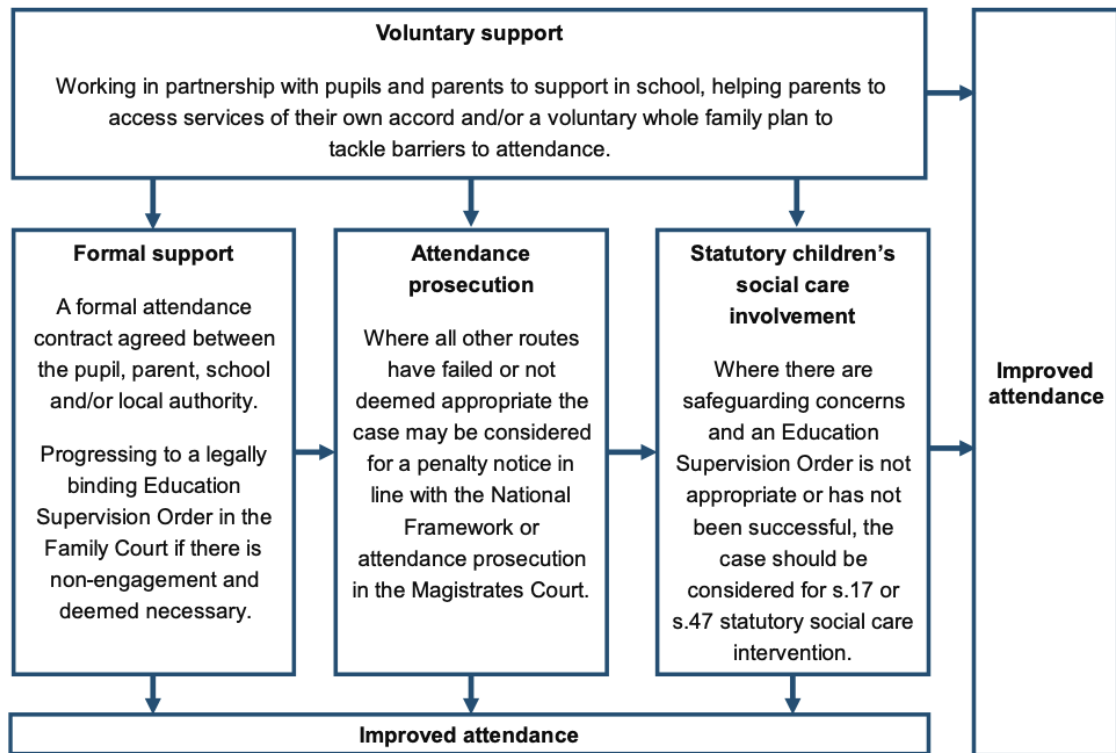 Voluntary support
Working in partnership with pupils and parents to support in school, helping parents to
access services of their own accord and/or a voluntary whole family plan to
tackle barriers to attendance.
Formal support
A formal attendance
contract agreed between
the pupil, parent, school
and/or local authority.
Progressing to a legally
binding Education
Supervision Order in the
Family Court if there is
non-engagement and
deemed necessary.
Attendance
prosecution
Where all other routes
have failed or not
deemed appropriate the
case may be considered
for a penalty notice in
line with the National
Framework or
attendance prosecution
in the Magistrates Court.
Statutory children’s
social care
involvement
Where there are
safeguarding concerns
and an Education
Supervision Order is not
appropriate or has not
been successful, the
case should be
considered for s.17 or
s.47 statutory social care
intervention.
Improved
attendance
Improved attendance